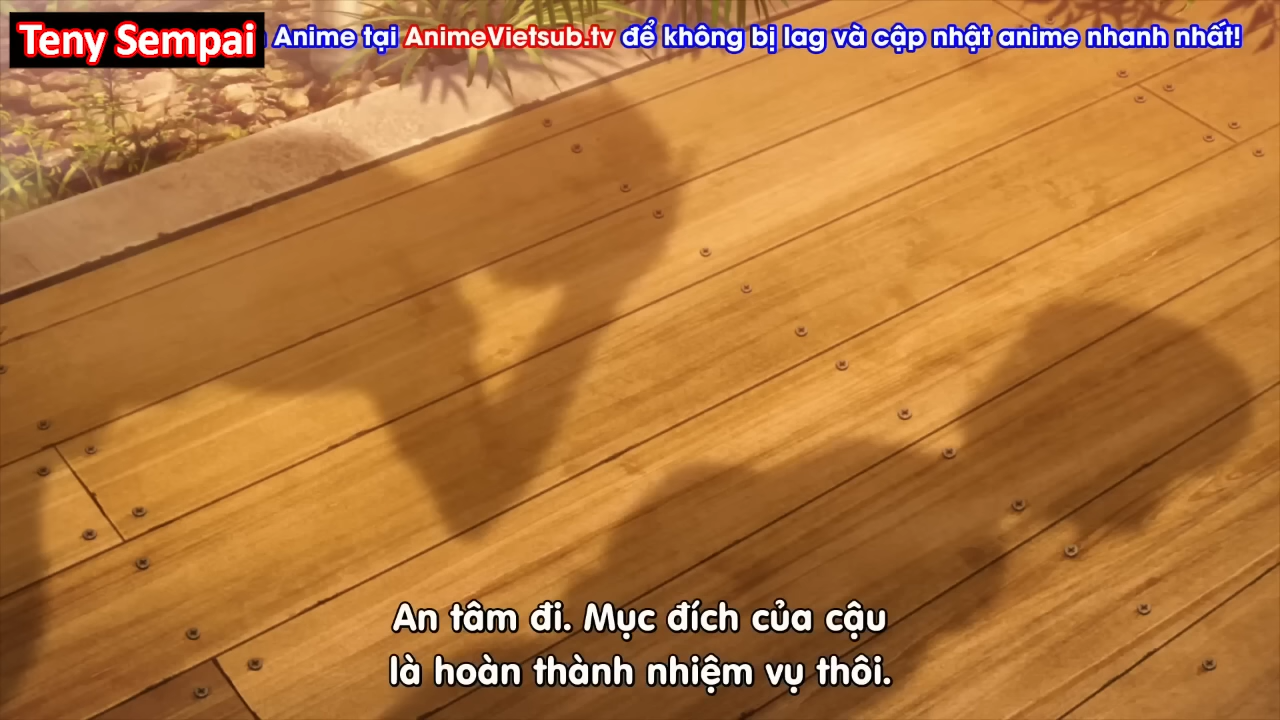 Teny Sempai Anime tại AnimeVietsub.tv để không bị lag và cập nhật anime nhanh nhất!
An tâm đi. Mục đích của cậu
là hoàn thành nhiệm vụ thôi.